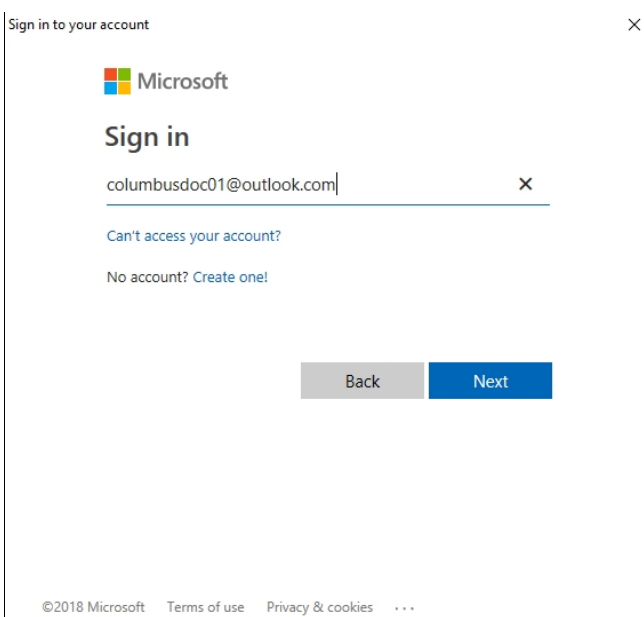 Sign in to your account
Microsoft
Sign in
columbusdoc01@outlook.com
Can't access your account?
No account? Create one!
Back Next
©2018 Microsoft Terms of use Privacy & cookies ...